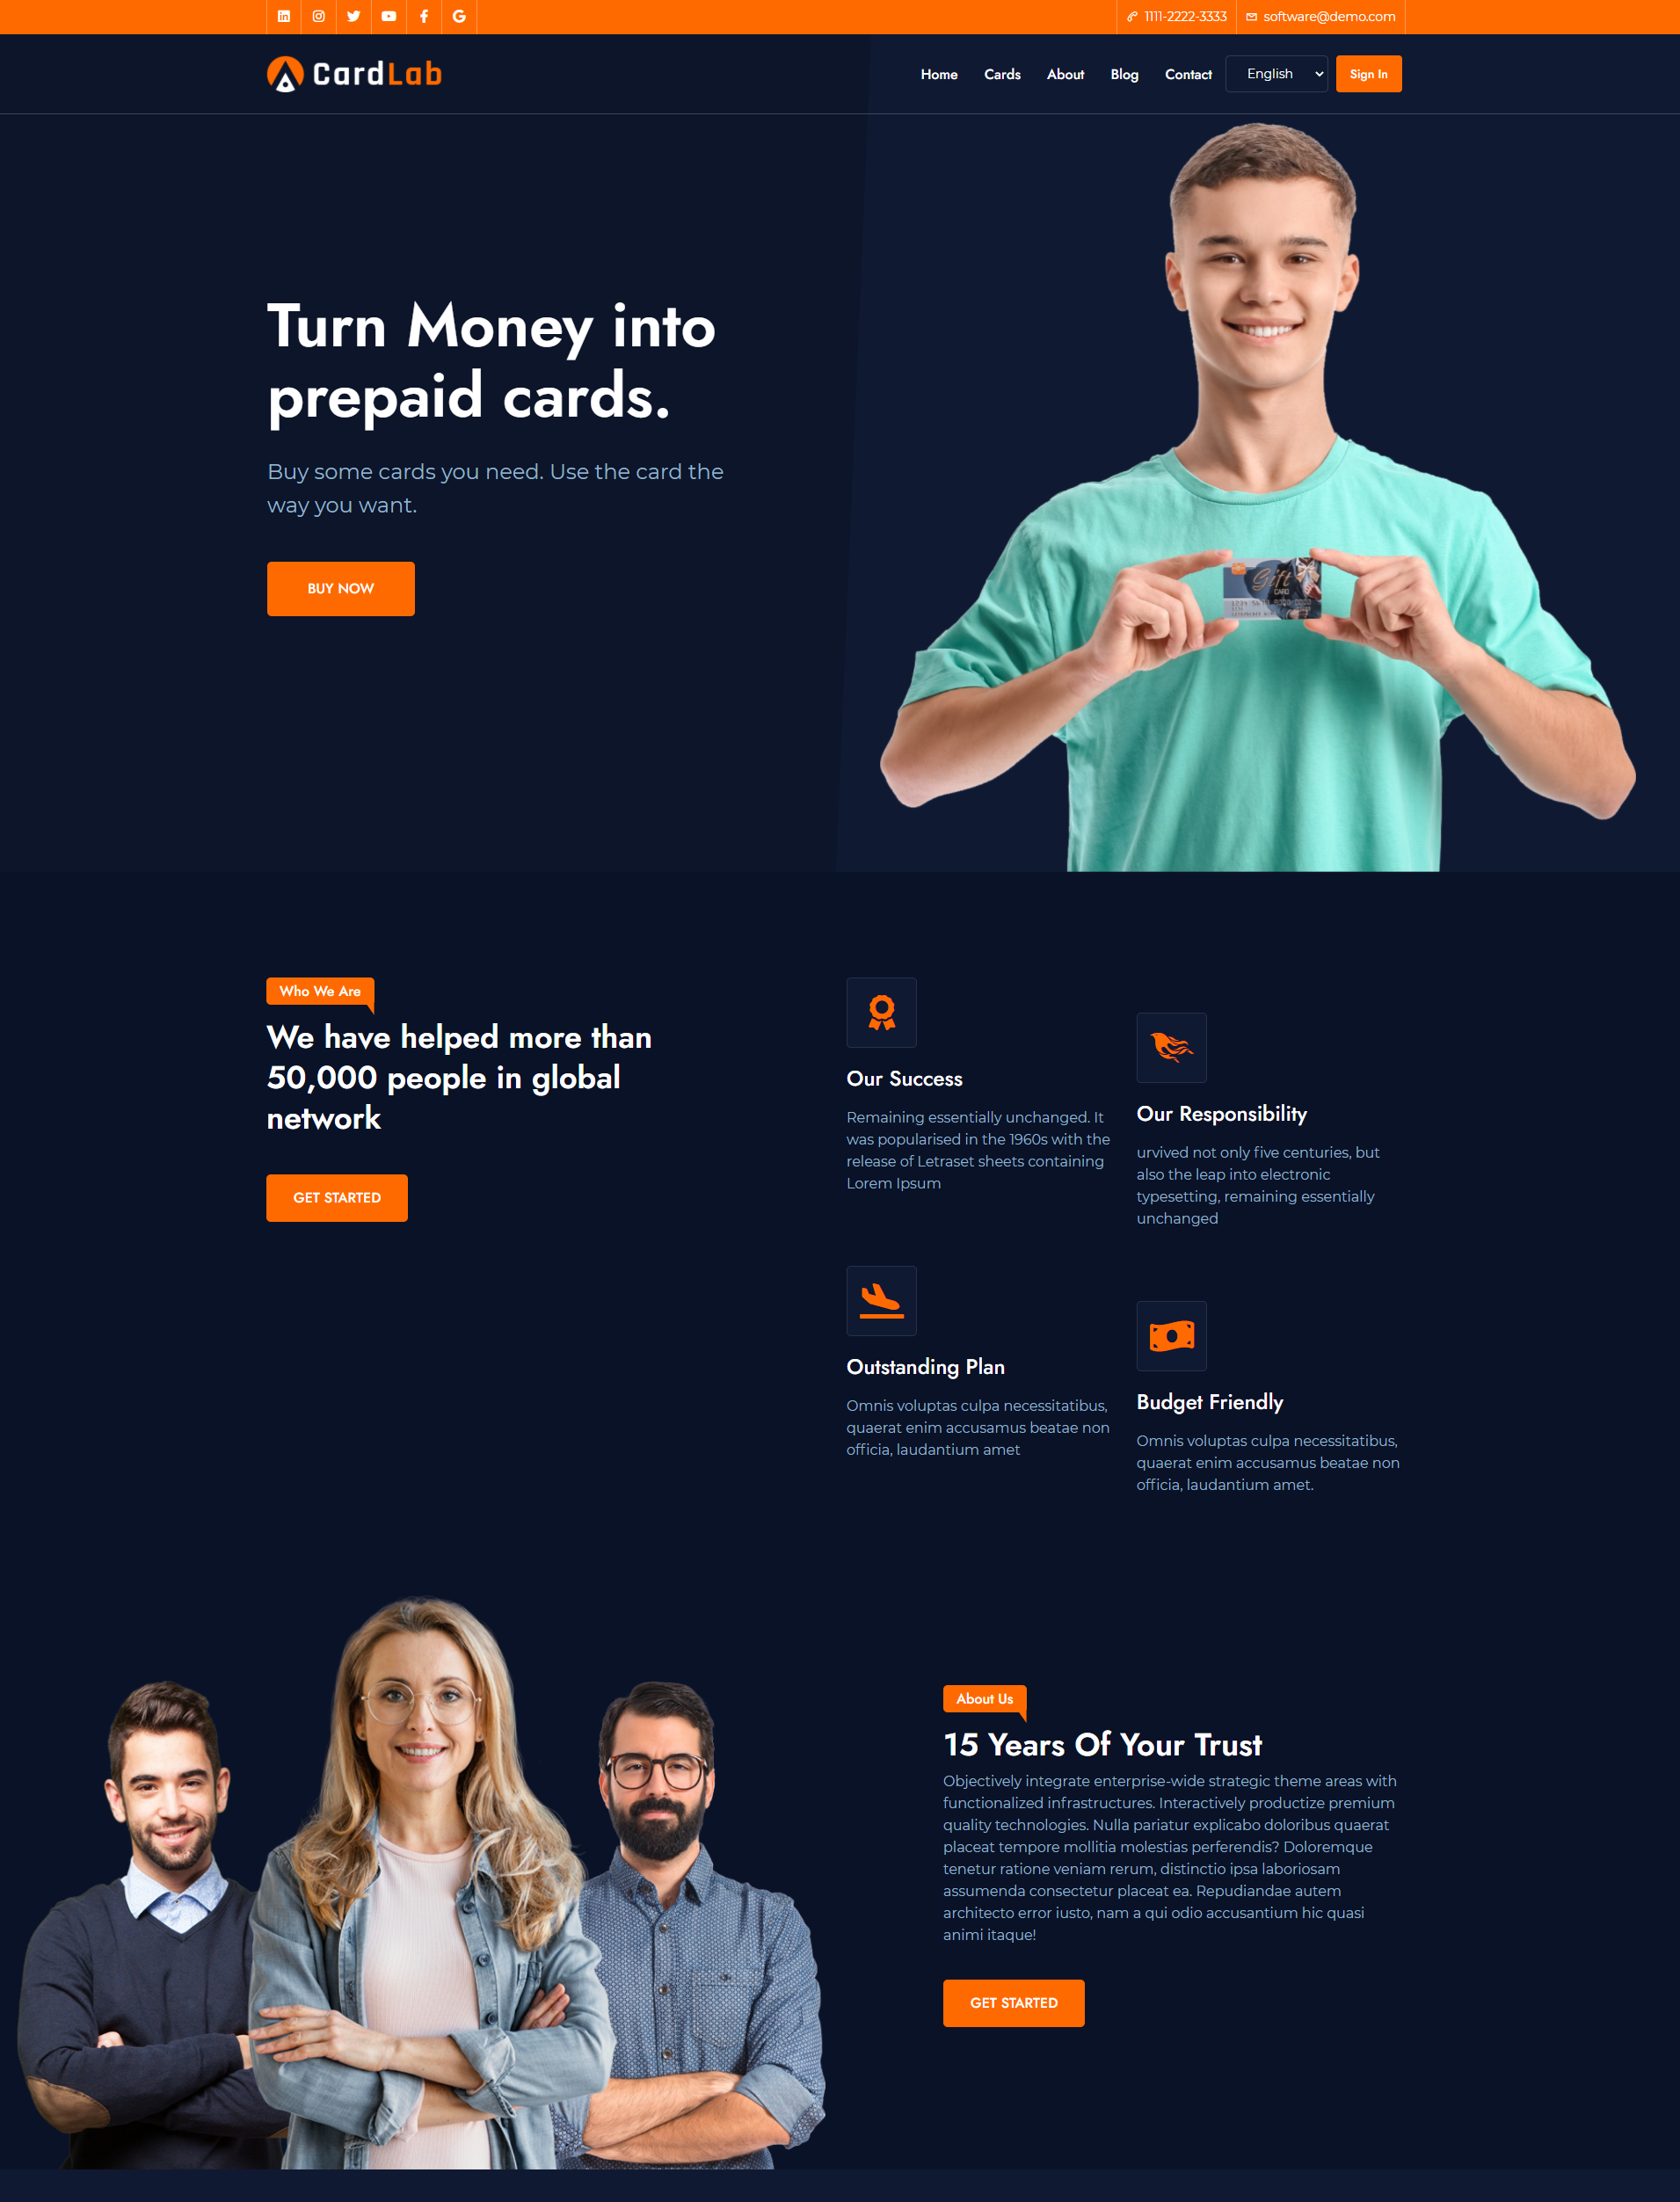 1111-2222-3333
software@demo.com
CardLab
Home
Cards
About
Blog
Contact
English
Sign In
Turn Money into
prepaid cards.
Buy some cards you need. Use the card the
way you want.
BUY NOW
Gift
CARD
Who We Are
We have helped more than
50,000 people in global
network
GET STARTED
Our Success
Remaining essentially unchanged. It
was popularised in the 1960s with the
release of Letraset sheets containing
Lorem Ipsum
Our Responsibility
urvived not only five centuries, but
also the leap into electronic
typesetting, remaining essentially
unchanged
Outstanding Plan
Omnis voluptas culpa necessitatibus,
quaerat enim accusamus beatae non
officia, laudantium amet
Budget Friendly
Omnis voluptas culpa necessitatibus,
quaerat enim accusamus beatae non
officia, laudantium amet.
About Us
15 Years Of Your Trust
Objectively integrate enterprise-wide strategic theme areas with
functionalized infrastructures. Interactively productize premium
quality technologies. Nulla pariatur explicabo doloribus quaerat
placeat tempore mollitia molestias perferendis? Doloremque
tenetur ratione veniam rerum, distinctio ipsa laboriosam
assumenda consectetur placeat ea. Repudiandae autem
architecto error iusto, nam a qui odio accusantium hic quasi
animi itaque!
GET STARTED